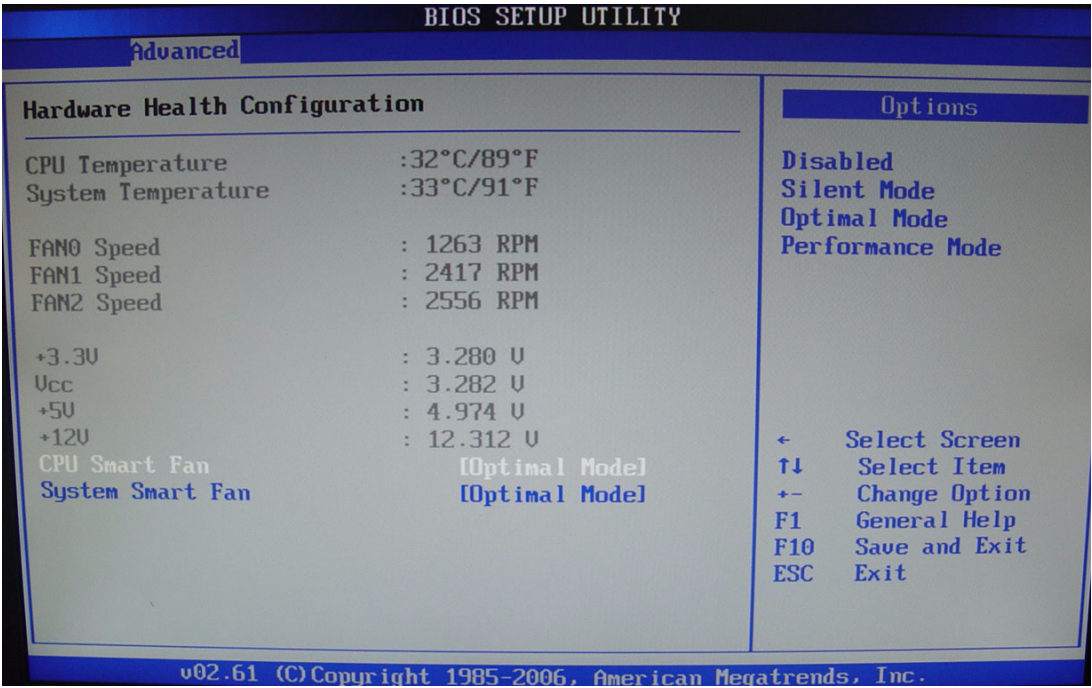 BIOS SETUP UTILITY
Advanced
Hardware Health Configuration
CPU Temperature :32°C/89°F
System Temperature :33°C/91°F
FAN0 Speed : 1263 RPM
FAN1 Speed : 2417 RPM
FAN2 Speed : 2556 RPM
+3.3V : 3.280 V
Vcc : 3.282 V
+5V : 4.974 V
+12V : 12.312 V
CPU Smart Fan [Optimal Mode]
System Smart Fan [Optimal Mode]
Options
Disabled
Silent Mode
Optimal Mode
Performance Mode
← Select Screen
↑↓ Select Item
+- Change Option
F1 General Help
F10 Save and Exit
ESC Exit
v02.61 (C)Copyright 1985-2006, American Megatrends, Inc.